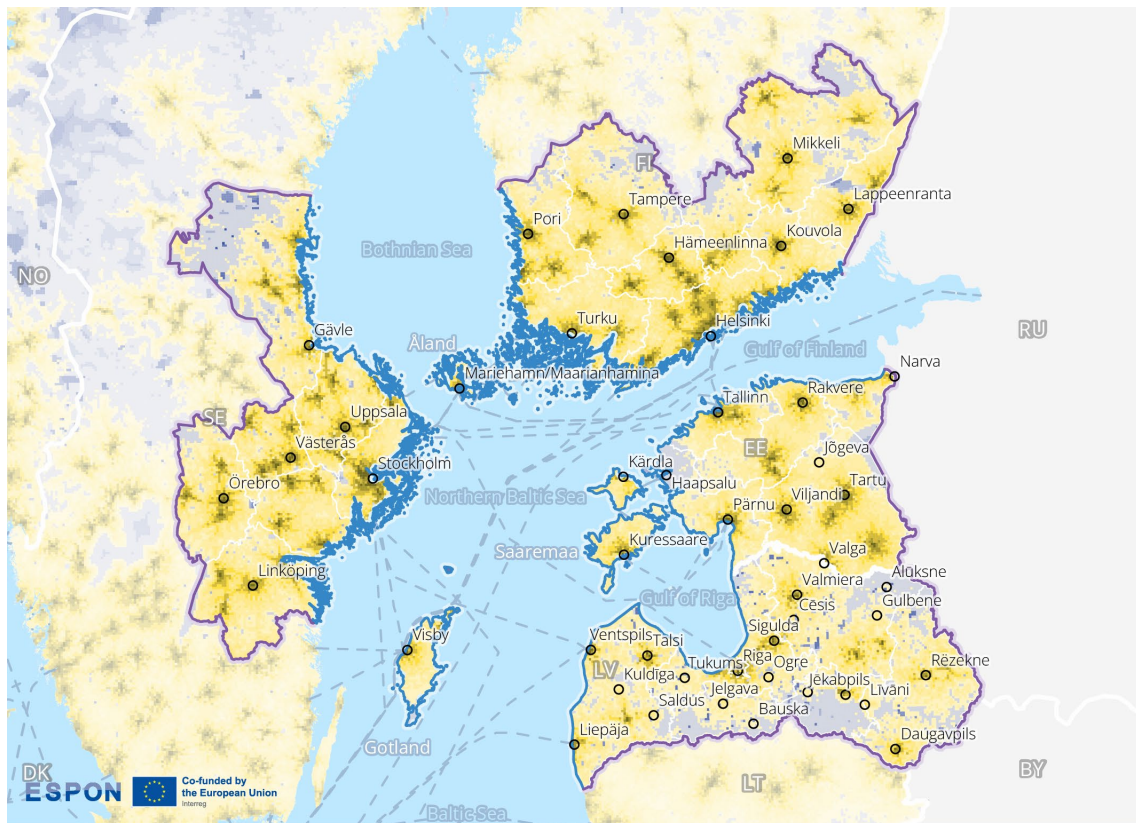 Mikkeli
FI
Lappeenranta
Tampere
Pori
Kouvola
Hämeenlinna
Bothnian Sea
NO
Turku
Helsinki
Gävle
RU
Åland
Gulf of Finland
Narva
Mariehamn/Maarianhamina
Rakvere
Tallinn
Uppsala
SE
Västerås
EE
Jõgeva
Stockholm
Kärdla
Örebro
Haapsalu
Tartu
Northern Baltic Sea
Viljandi
Pärnu
Kuressaare
Saaremaa
Valga
Linköping
Valmiera
Alūksne
Gulf of Riga
Cēsis
Gulbene
Sigulda
Visby
Ventspils
Talsi
Riga
Ogre
Rēzekne
Tukums
LV
Kuldīga
Jēkabpils
Jelgava
Līvāni
Saldus
Bauska
Liepāja
Daugavpils
Gotland
BY
DK
LT
ESPON
Co-funded by
the European Union
Interreg
Baltic Sea